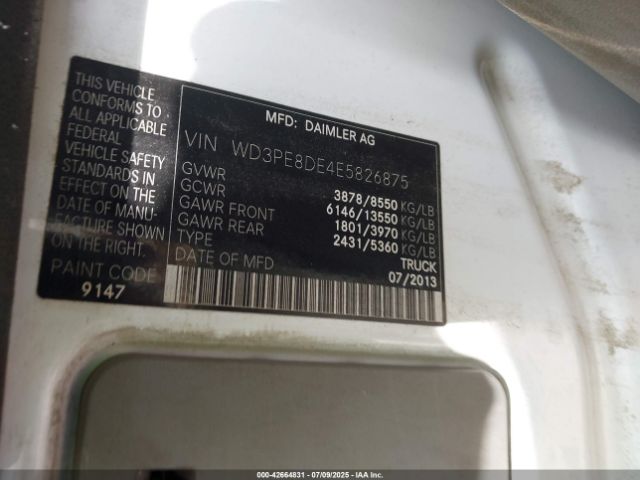 THIS VEHICLE
CONFORMS TO
ALL APPLICABLE
FEDERAL
VEHICLE SAFETY
STANDARDS IN
EFFECT ON THE
DATE OF MANU-
FACTURE SHOWN
ON THE RIGHT.
PAINT CODE
9147
MFD: DAIMLER AG
VIN WD3PE8DE4E5826875
GVWR 3878/8550 KG/LB
GCWR 6146/13550 KG/LB
GAWR FRONT 1801/3970 KG/LB
GAWR REAR 2431/5360 KG/LB
TYPE TRUCK
DATE OF MFD 07/2013
000-42664831 - 07/09/2025 - IAAI.COM